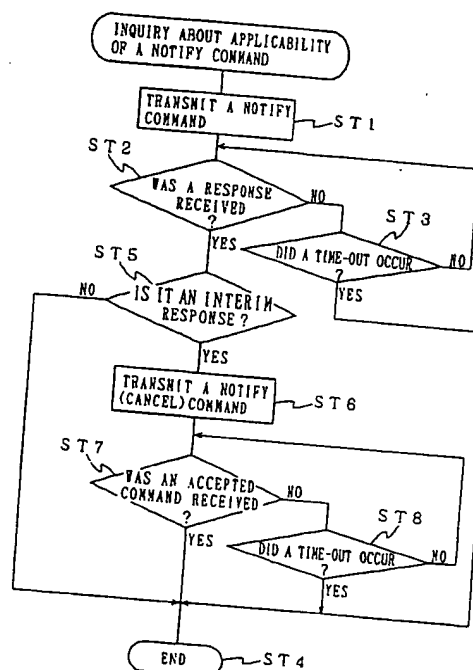 INQUIRY ABOUT APPLICABILITY
OF A NOTIFY COMMAND
TRANSMIT A NOTIFY
COMMAND
ST1
ST2
WAS A RESPONSE
RECEIVED
?
NO
YES
ST3
DID A TIME-OUT OCCUR
?
NO
YES
ST5
NO
IS IT AN INTERIM
RESPONSE?
YES
TRANSMIT A NOTIFY
(CANCEL)COMMAND
ST6
ST7
WAS AN ACCEPTED
COMMAND RECEIVED
?
NO
YES
ST8
DID A TIME-OUT OCCUR
?
NO
YES
END
ST4